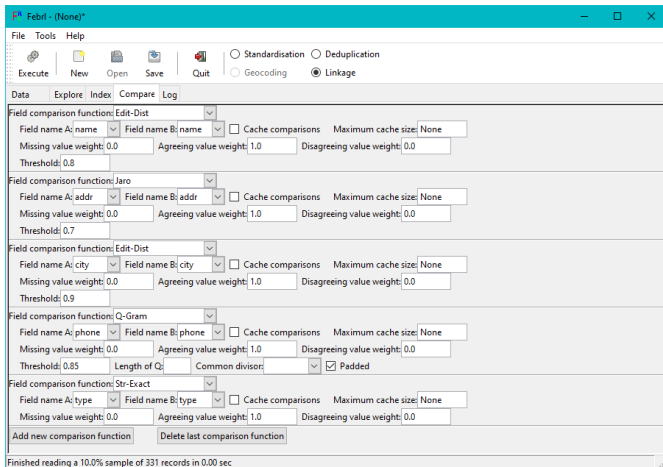 Febrl - (None)*
File Tools Help
Execute New Open Save Quit Standardisation Deduplication
Geocoding Linkage
Data Explore Index Compare Log
Field comparison function: Edit-Dist
Field name A: name Field name B: name Cache comparisons Maximum cache size: None
Missing value weight: 0.0 Agreeing value weight: 1.0 Disagreeing value weight: 0.0
Threshold: 0.8
Field comparison function: Jaro
Field name A: addr Field name B: addr Cache comparisons Maximum cache size: None
Missing value weight: 0.0 Agreeing value weight: 1.0 Disagreeing value weight: 0.0
Threshold: 0.7
Field comparison function: Edit-Dist
Field name A: city Field name B: city Cache comparisons Maximum cache size: None
Missing value weight: 0.0 Agreeing value weight: 1.0 Disagreeing value weight: 0.0
Threshold: 0.9
Field comparison function: Q-Gram
Field name A: phone Field name B: phone Cache comparisons Maximum cache size: None
Missing value weight: 0.0 Agreeing value weight: 1.0 Disagreeing value weight: 0.0
Threshold: 0.85 Length of Q: Common divisor: Padded
Field comparison function: Str-Exact
Field name A: type Field name B: type Cache comparisons Maximum cache size: None
Missing value weight: 0.0 Agreeing value weight: 1.0 Disagreeing value weight: 0.0
Add new comparison function Delete last comparison function
Finished reading a 10.0% sample of 331 records in 0.00 sec